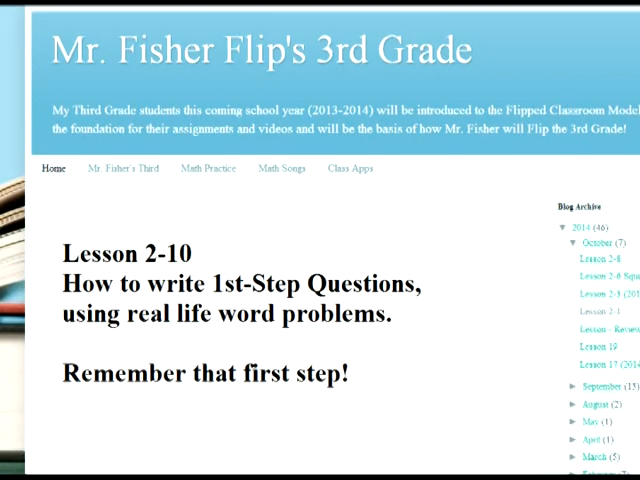 Mr. Fisher Flip's 3rd Grade
My Third Grade students this coming school year (2013-2014) will be introduced to the Flipped Classroom Model
the foundation for their assignments and videos and will be the basis of how Mr. Fisher will Flip the 3rd Grade!
Home Mr. Fisher's Third Math Practice Math Songs Class Apps
Blog Archive
▼ 2014 (46)
▼ October (7)
Lesson 2-8
Lesson 2-6 Squa
Lesson 2-3 (201
Lesson 2-1
Lesson - Review
Lesson 19
Lesson 17 (2014
► September (15)
► August (2)
► May (1)
► April (1)
► March (5)
Lesson 2-10
How to write 1st-Step Questions,
using real life word problems.
Remember that first step!